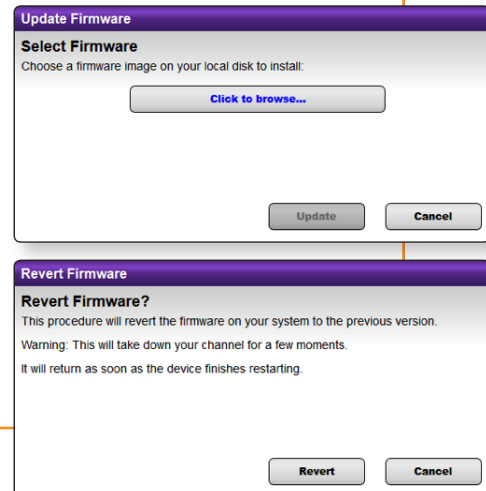 Update Firmware
Select Firmware
Choose a firmware image on your local disk to install:
Click to browse...
Update Cancel
Revert Firmware
Revert Firmware?
This procedure will revert the firmware on your system to the previous version.
Warning: This will take down your channel for a few moments.
It will return as soon as the device finishes restarting.
Revert Cancel